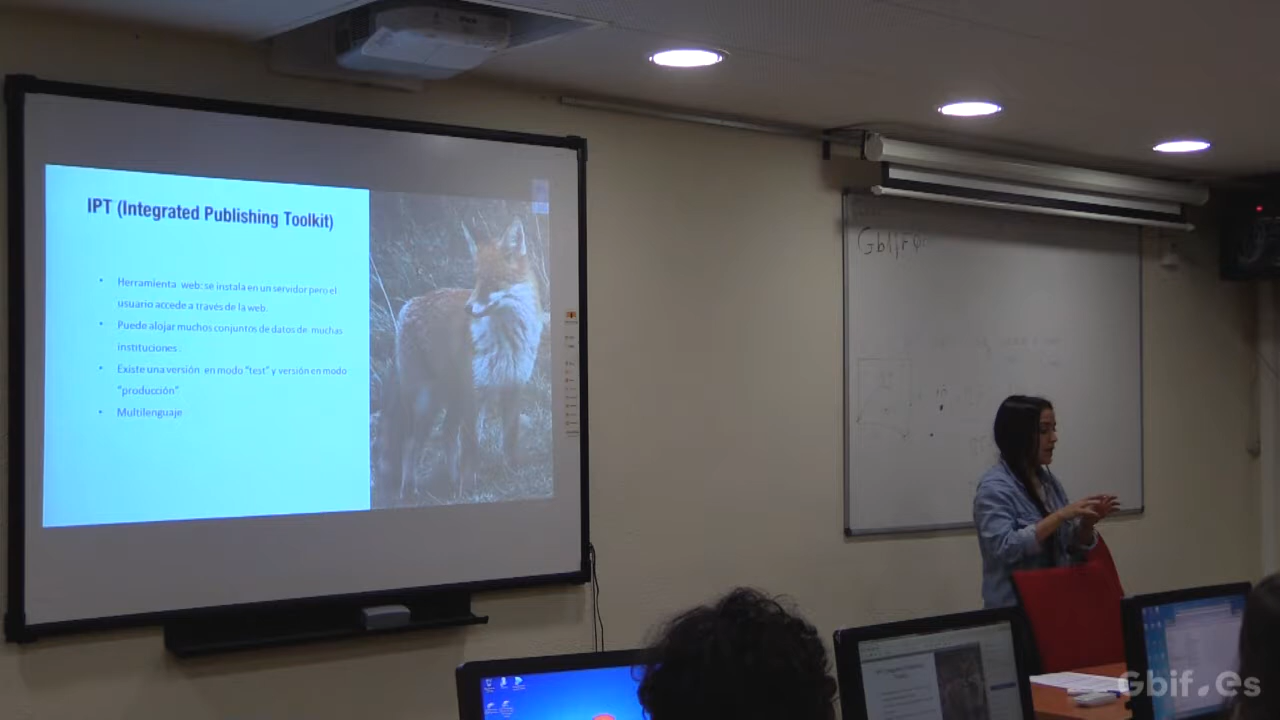 IPT (Integrated Publishing Toolkit)
• Herramienta web: se instala en un servidor pero el
usuario accede a través de la web.
• Puede alojar muchos conjuntos de datos de muchas
instituciones .
• Existe una versión en modo "test" y versión en modo
"producción"
• Multilenguaje
Gbif.es